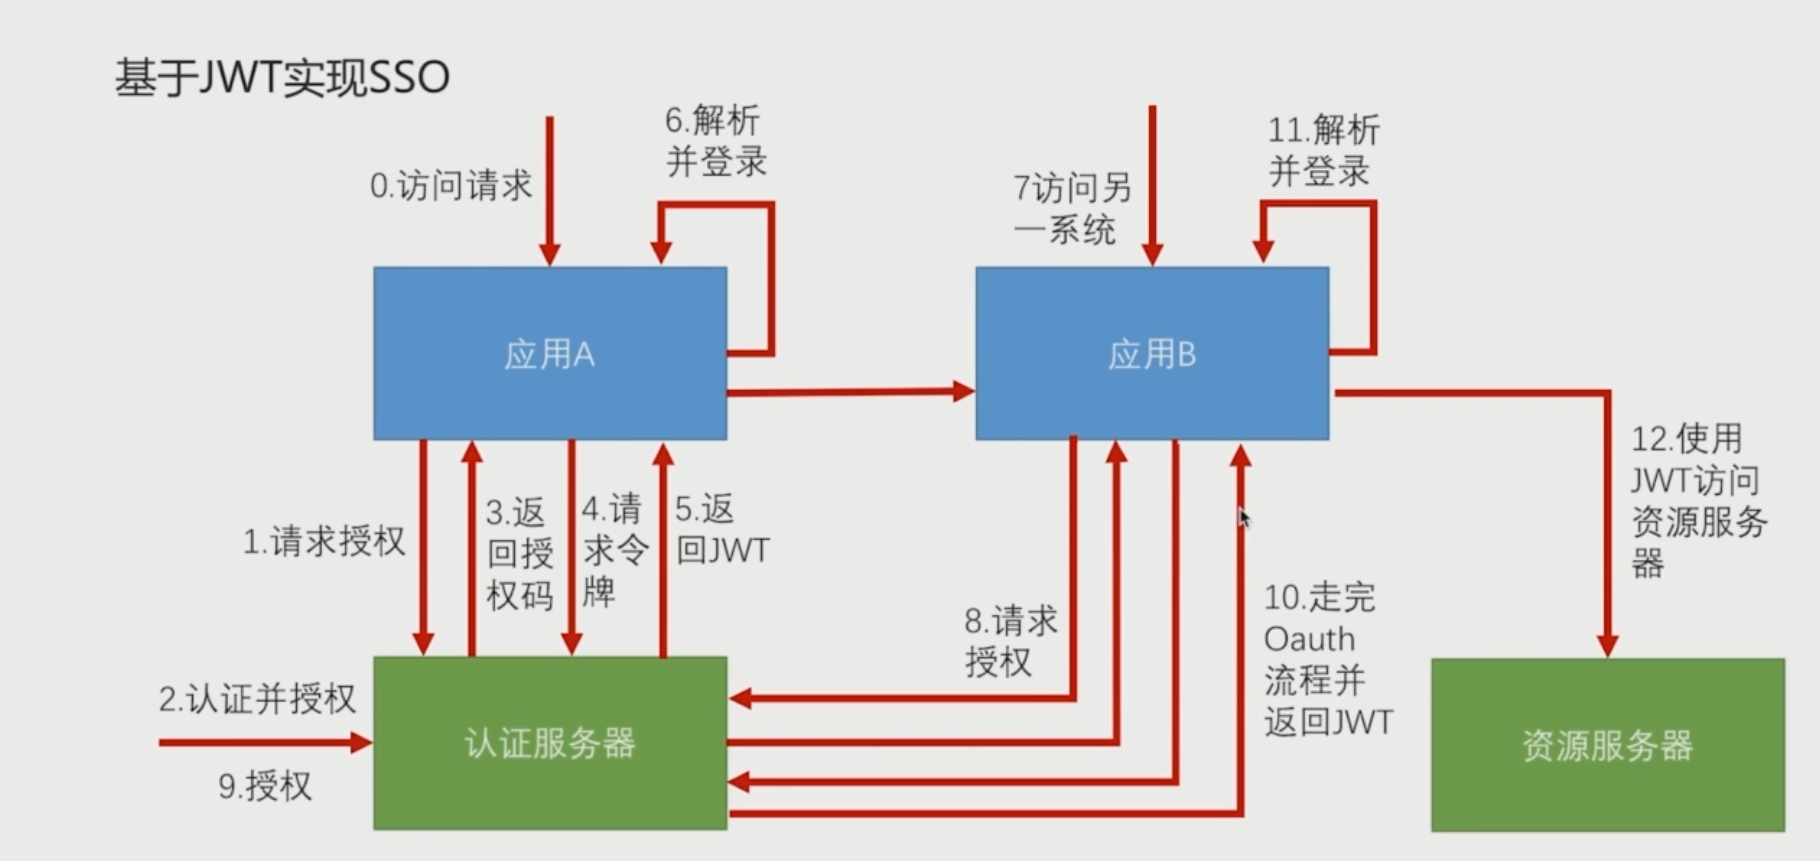 基于JWT实现SSO
0.访问请求
6.解析
并登录
7访问另
一系统
11.解析
并登录
应用A
应用B
1.请求授权
3.返
回授
权码
4.请
求令
牌
5.返
回JWT
8.请求
授权
10.走完
Oauth
流程并
返回JWT
12.使用
JWT访问
资源服务
器
2.认证并授权
9.授权
认证服务器
资源服务器